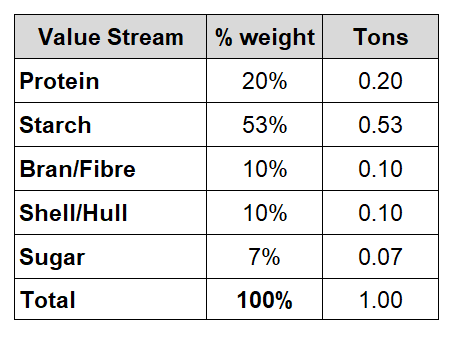 Value Stream % weight Tons
Protein 20% 0.20
Starch 53% 0.53
Bran/Fibre 10% 0.10
Shell/Hull 10% 0.10
Sugar 7% 0.07
Total 100% 1.00